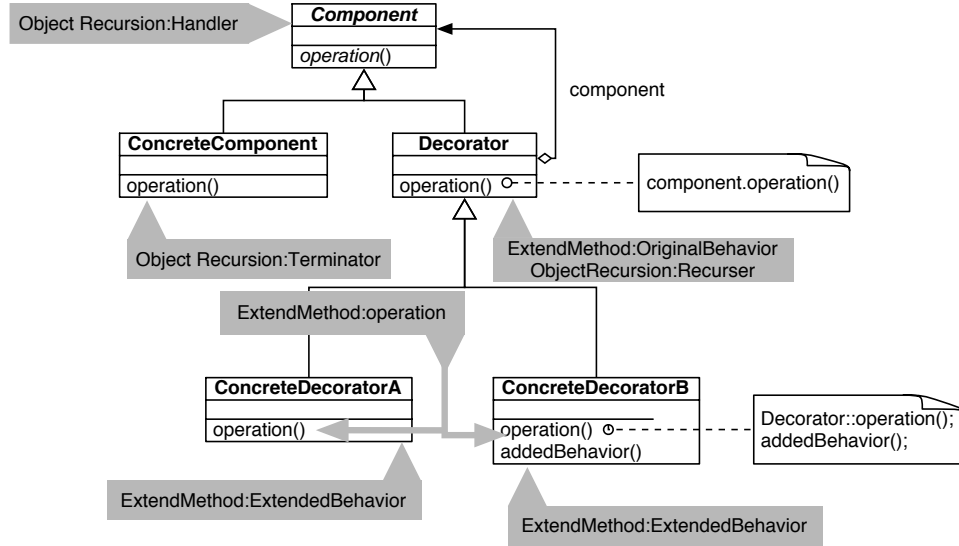 Component
Object Recursion:Handler
operation()
component
ConcreteComponent
Decorator
operation()
operation()
component.operation()
Object Recursion:Terminator
ExtendMethod:OriginalBehavior
ObjectRecursion:Recurser
ExtendMethod:operation
ConcreteDecoratorA
ConcreteDecoratorB
operation()
operation()
addedBehavior()
Decorator::operation();
addedBehavior();
ExtendMethod:ExtendedBehavior
ExtendMethod:ExtendedBehavior